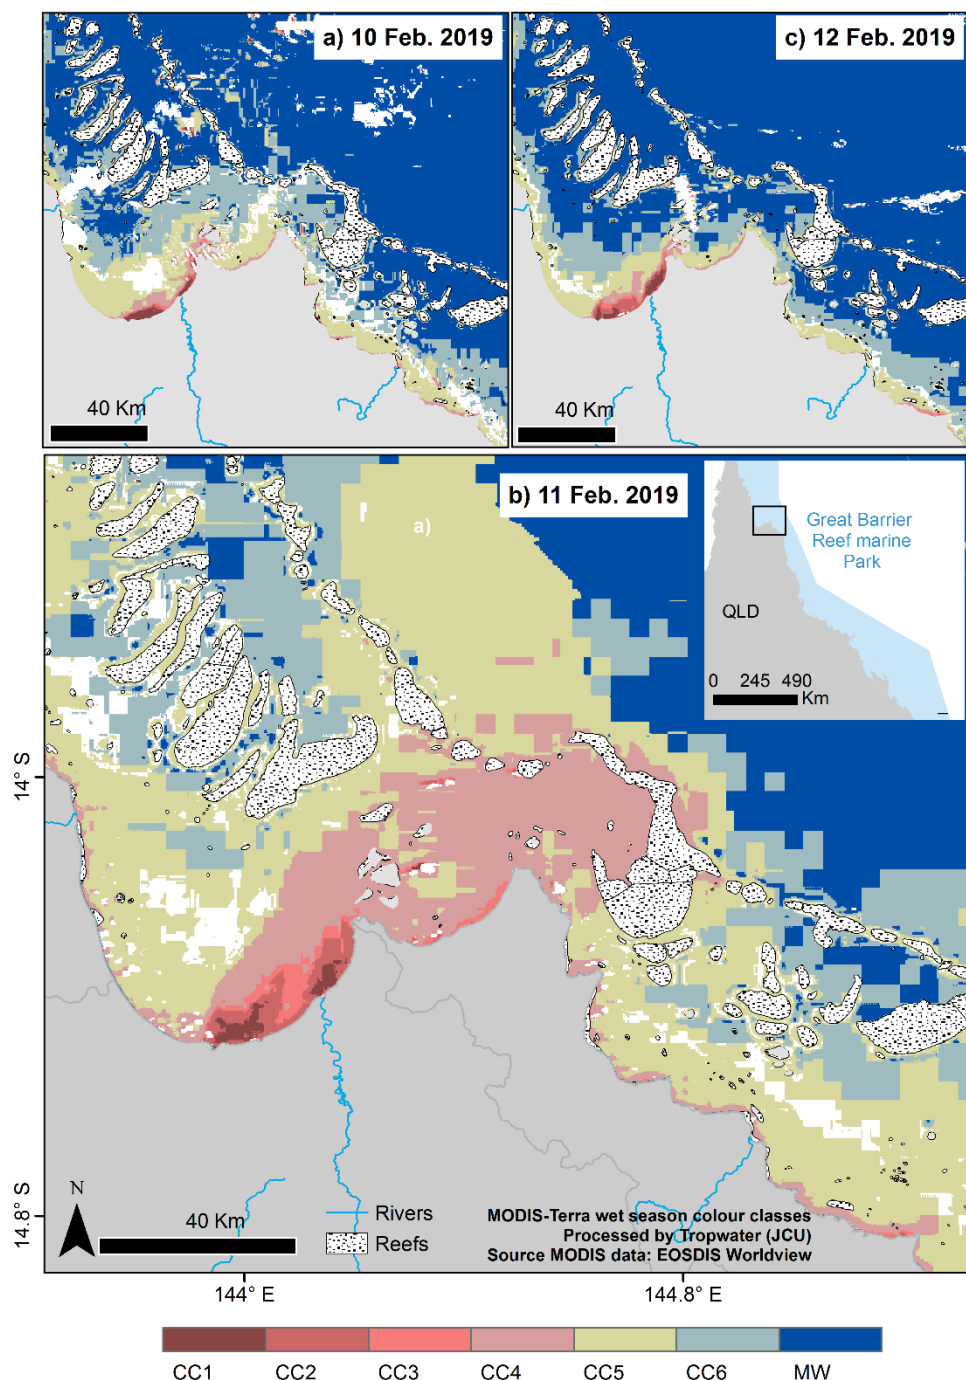 a) 10 Feb. 2019
c) 12 Feb. 2019
40 Km
40 Km
b) 11 Feb. 2019
a)
Great Barrier
Reef marine
Park
QLD
0 245 490
Km
14° S
14.8° S
N
40 Km
Rivers
Reefs
MODIS-Terra wet season colour classes
Processed by Tropwater (JCU)
Source MODIS data: EOSDIS Worldview
144° E
144.8° E
CC1 CC2 CC3 CC4 CC5 CC6 MW